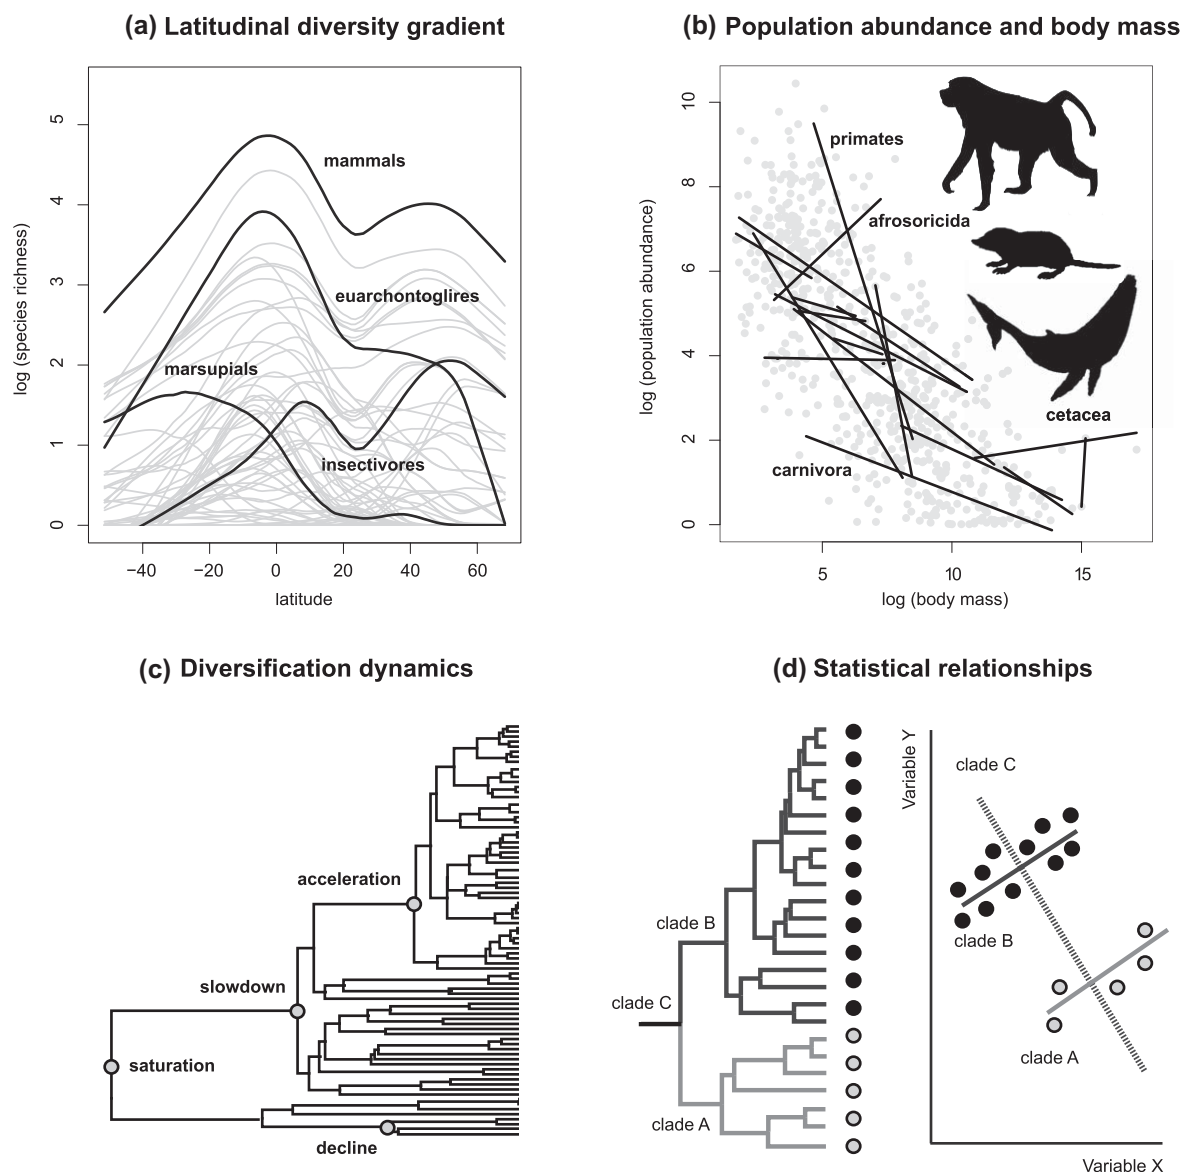 (a) Latitudinal diversity gradient
log (species richness)
5
4
3
2
1
0
mammals
euarchontoglires
marsupials
insectivores
−40
−20
0
20
40
60
latitude
(b) Population abundance and body mass
log (population abundance)
10
8
6
4
2
0
primates
afrosoricida
cetacea
carnivora
5
10
15
log (body mass)
(c) Diversification dynamics
acceleration
slowdown
saturation
decline
(d) Statistical relationships
clade B
clade C
clade A
Variable Y
clade C
clade B
clade A
Variable X